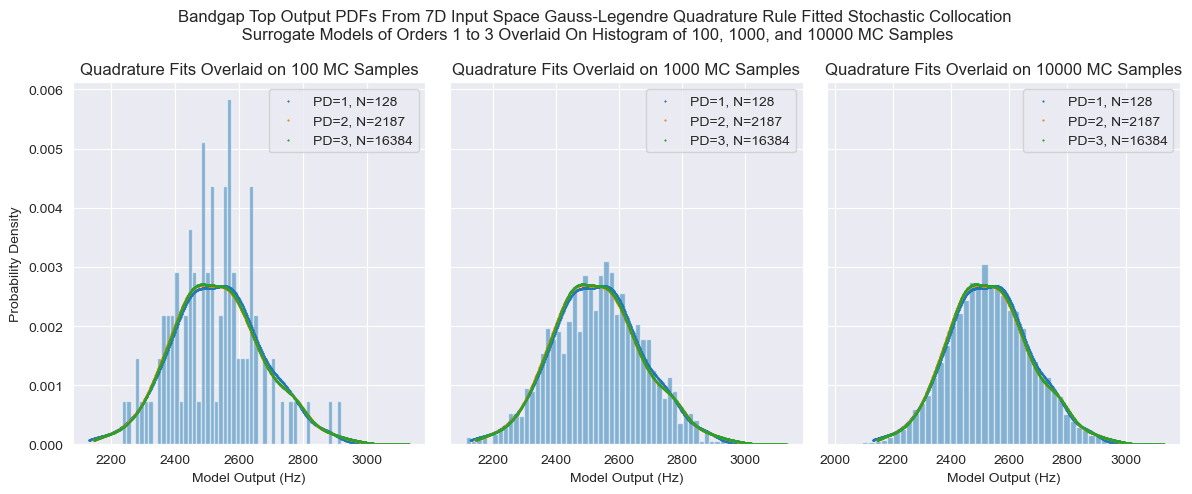 Bandgap Top Output PDFs From 7D Input Space Gauss-Legendre Quadrature Rule Fitted Stochastic Collocation
Surrogate Models of Orders 1 to 3 Overlaid On Histogram of 100, 1000, and 10000 MC Samples
Quadrature Fits Overlaid on 100 MC Samples
Quadrature Fits Overlaid on 1000 MC Samples
Quadrature Fits Overlaid on 10000 MC Samples
Probability Density
0.006
0.005
0.004
0.003
0.002
0.001
0.000
PD=1, N=128
PD=2, N=2187
PD=3, N=16384
2200 2400 2600 2800 3000
Model Output (Hz)
PD=1, N=128
PD=2, N=2187
PD=3, N=16384
2200 2400 2600 2800 3000
Model Output (Hz)
PD=1, N=128
PD=2, N=2187
PD=3, N=16384
2000 2200 2400 2600 2800 3000
Model Output (Hz)